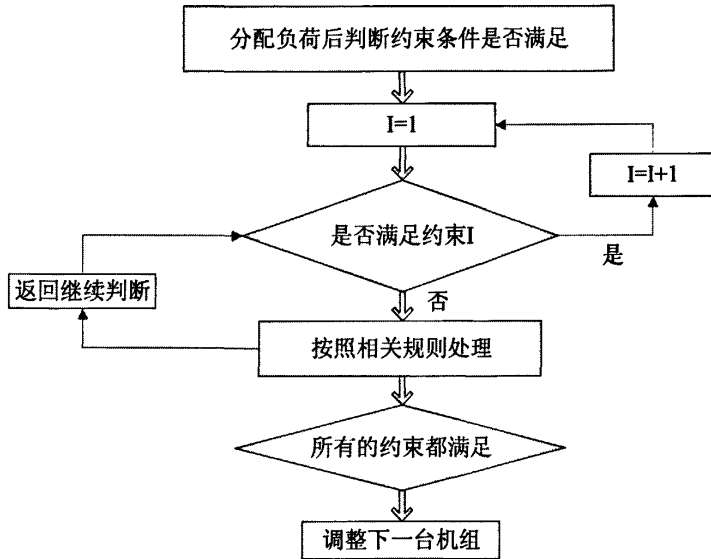 分配负荷后判断约束条件是否满足
I=1
I=I+1
是否满足约束I
是
返回继续判断
否
按照相关规则处理
所有的约束都满足
调整下一台机组